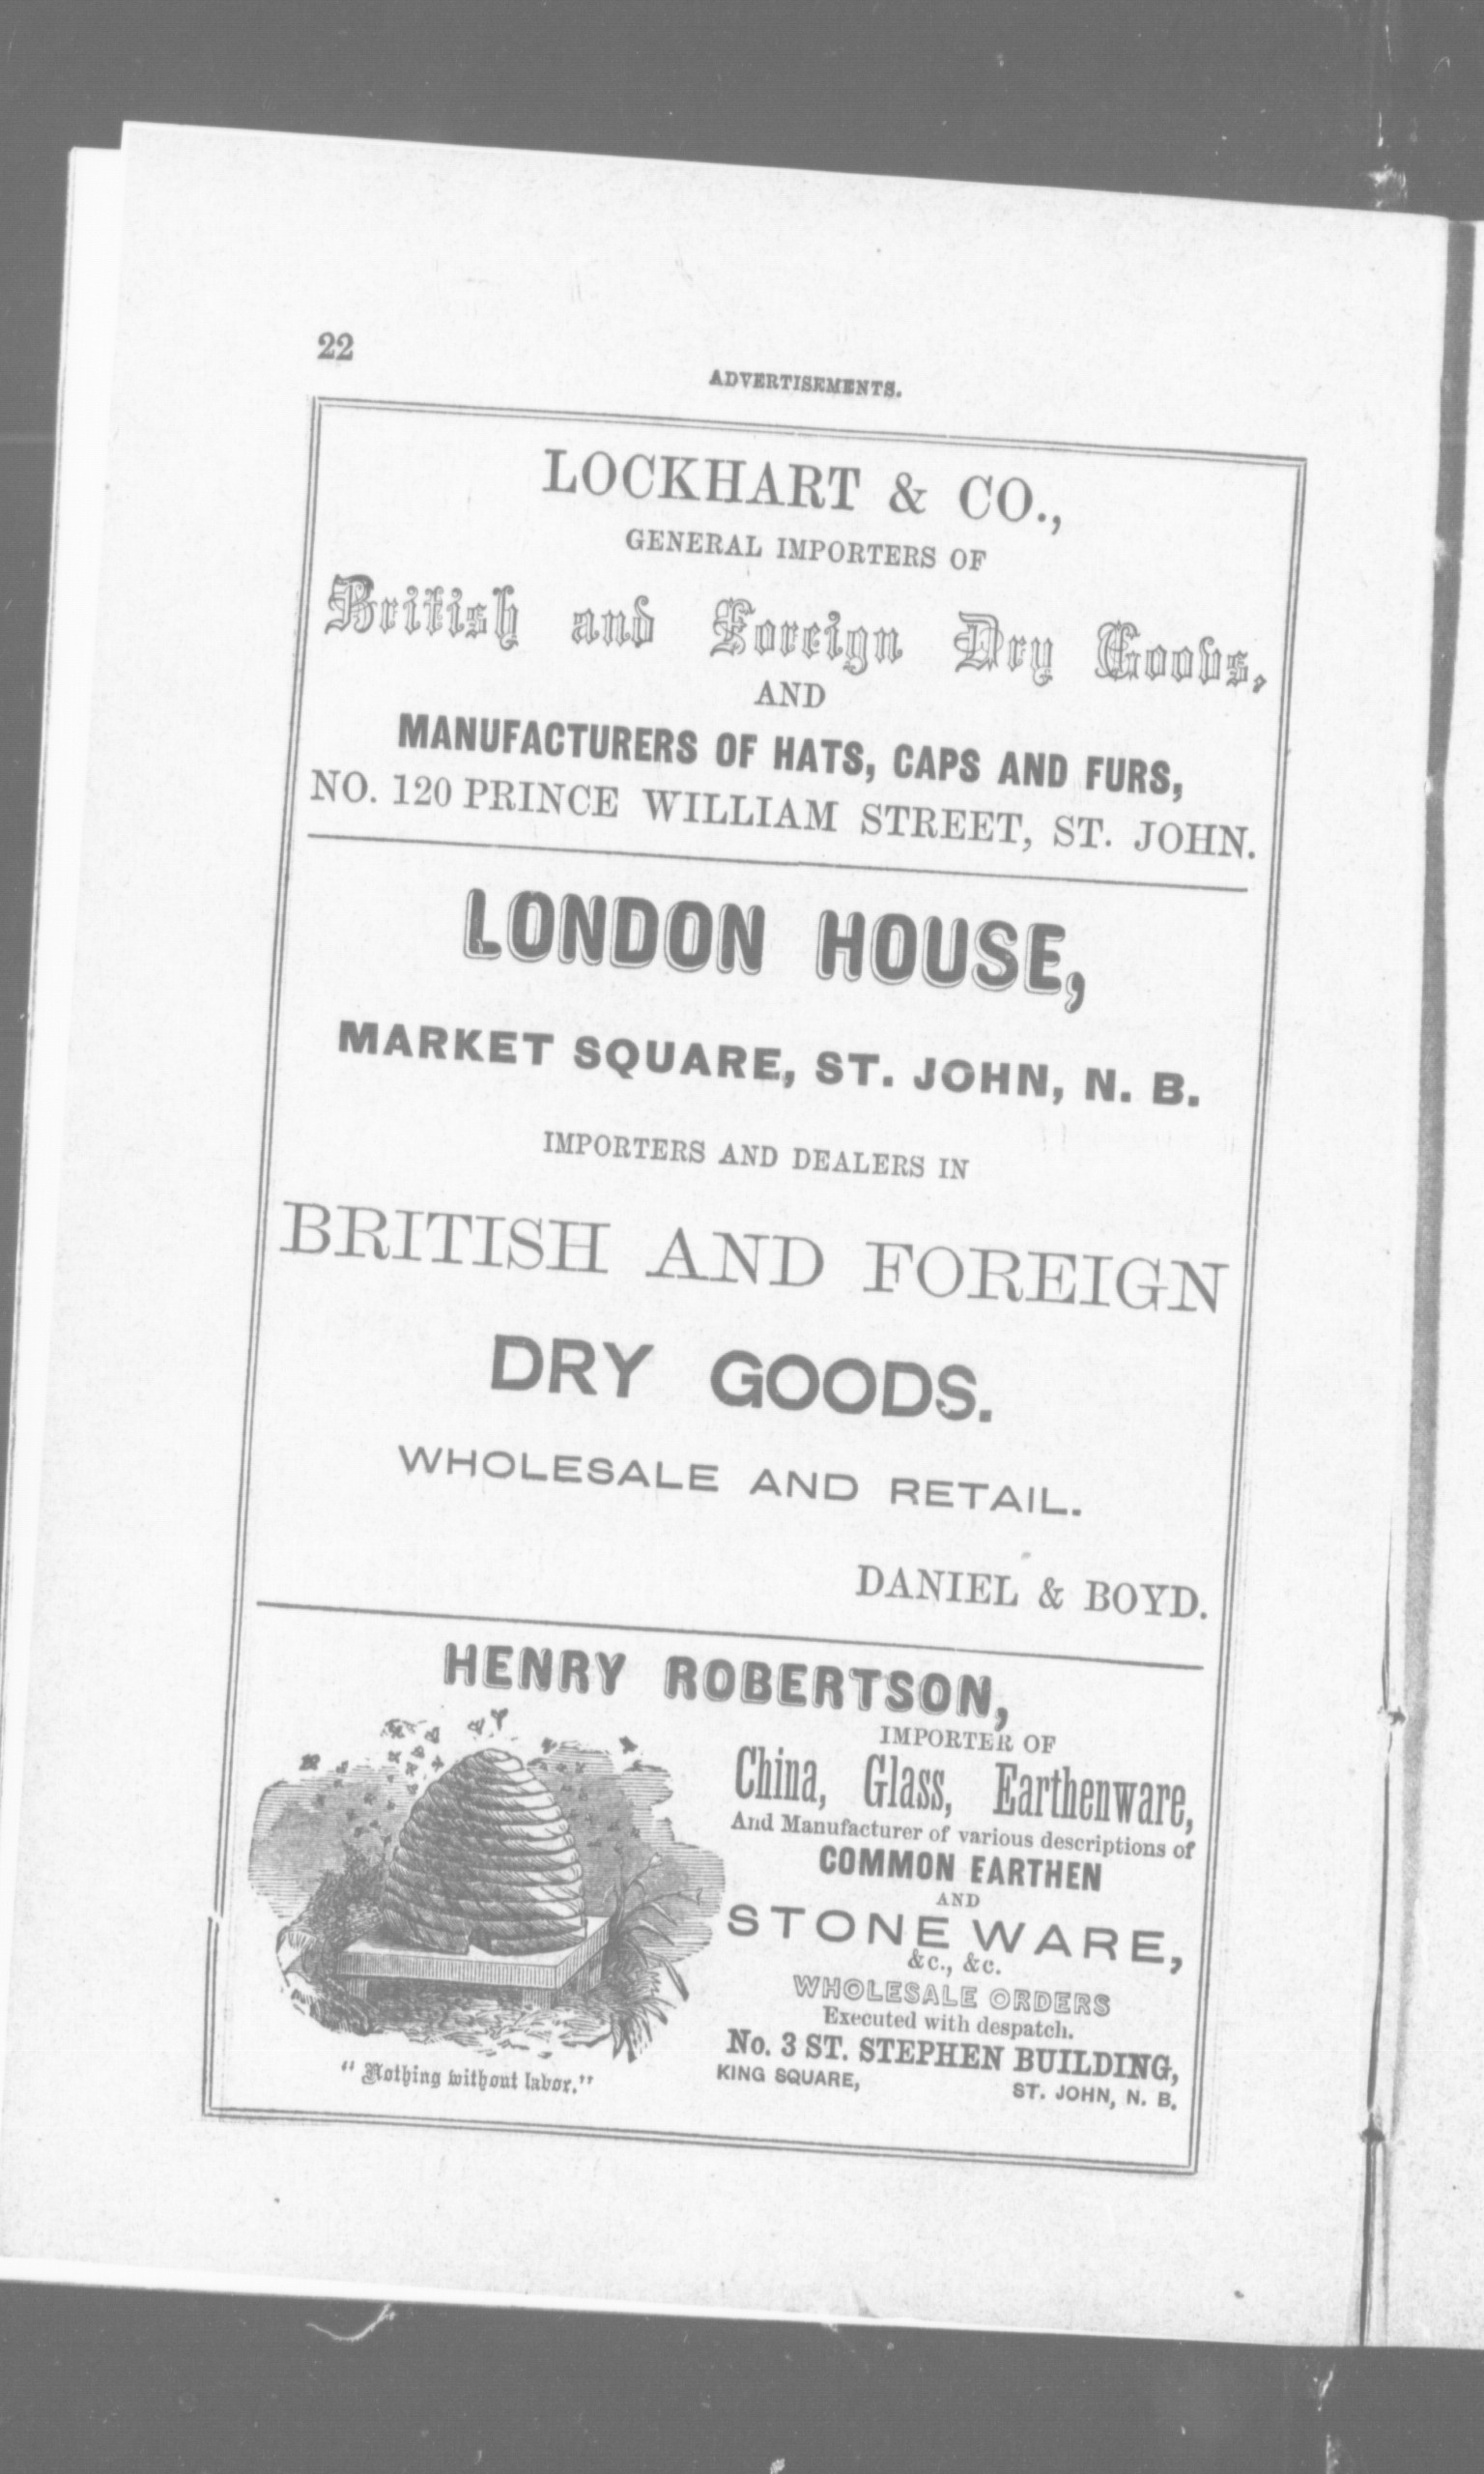 22
ADVERTISEMENTS.
LOCKHART & CO.,
GENERAL IMPORTERS OF
British and Foreign Dry Goods,
AND
MANUFACTURERS OF HATS, CAPS AND FURS,
NO. 120 PRINCE WILLIAM STREET, ST. JOHN.
LONDON HOUSE,
MARKET SQUARE, ST. JOHN, N. B.
IMPORTERS AND DEALERS IN
BRITISH AND FOREIGN
DRY GOODS.
WHOLESALE AND RETAIL.
DANIEL & BOYD.
HENRY ROBERTSON,
IMPORTER OF
China, Glass, Earthenware,
And Manufacturer of various descriptions of
COMMON EARTHEN
AND
STONE WARE,
&c., &c.
WHOLESALE ORDERS
Executed with despatch.
No. 3 ST. STEPHEN BUILDING,
KING SQUARE,
ST. JOHN, N. B.
"Nothing without labor."